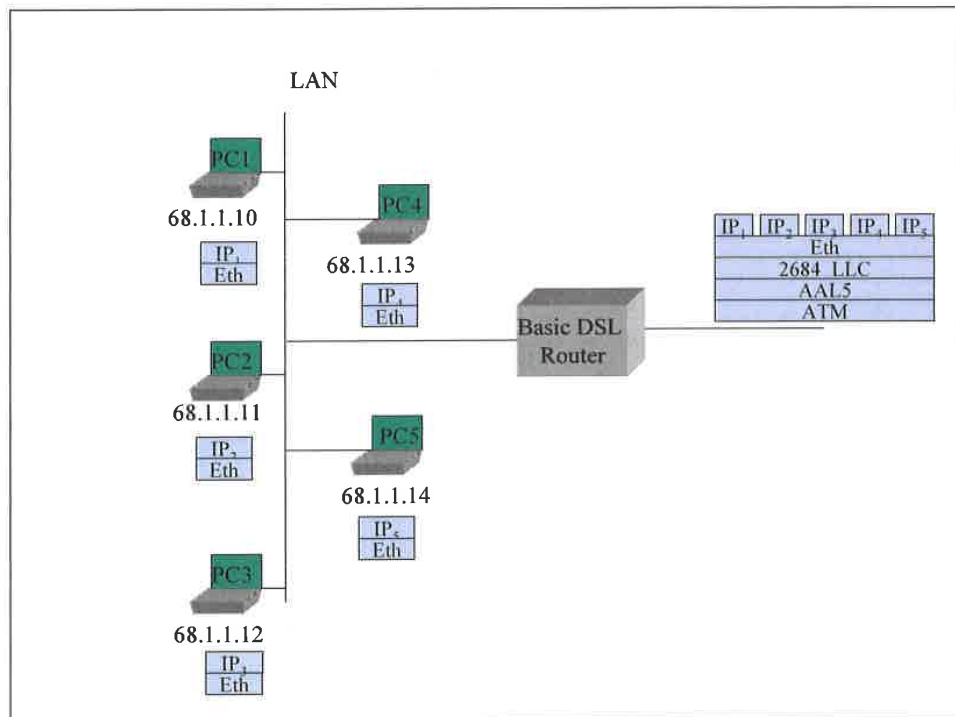 LAN
PC1
68.1.1.10
IP1
Eth
PC4
68.1.1.13
IP4
Eth
PC2
68.1.1.11
IP2
Eth
PC5
68.1.1.14
IP5
Eth
PC3
68.1.1.12
IP3
Eth
Basic DSL
Router
IP1 IP2 IP3 IP4 IP5
Eth
2684 LLC
AAL5
ATM